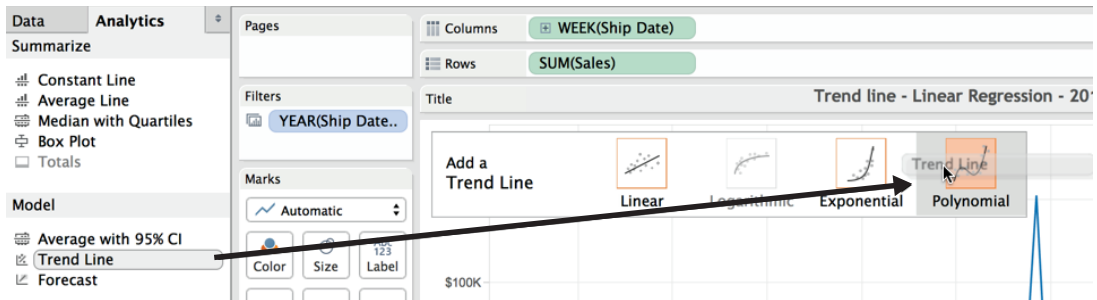 Data Analytics
Summarize
Constant Line
Average Line
Median with Quartiles
Box Plot
Totals
Model
Average with 95% CI
Trend Line
Forecast
Pages
Filters
YEAR(Ship Date..
Marks
Automatic
Color Size ABC 123 Label
Columns WEEK(Ship Date)
Rows SUM(Sales)
Title Trend line - Linear Regression - 201
Add a
Trend Line
Linear Logarithmic Exponential Polynomial
Trend Line
$100K